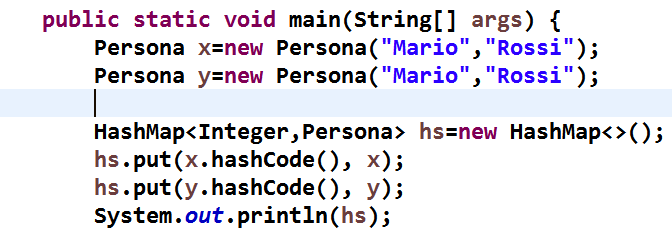 public static void main(String[] args) {
Persona x=new Persona("Mario","Rossi");
Persona y=new Persona("Mario","Rossi");
HashMap<Integer,Persona> hs=new HashMap<>();
hs.put(x.hashCode(), x);
hs.put(y.hashCode(), y);
System.out.println(hs);